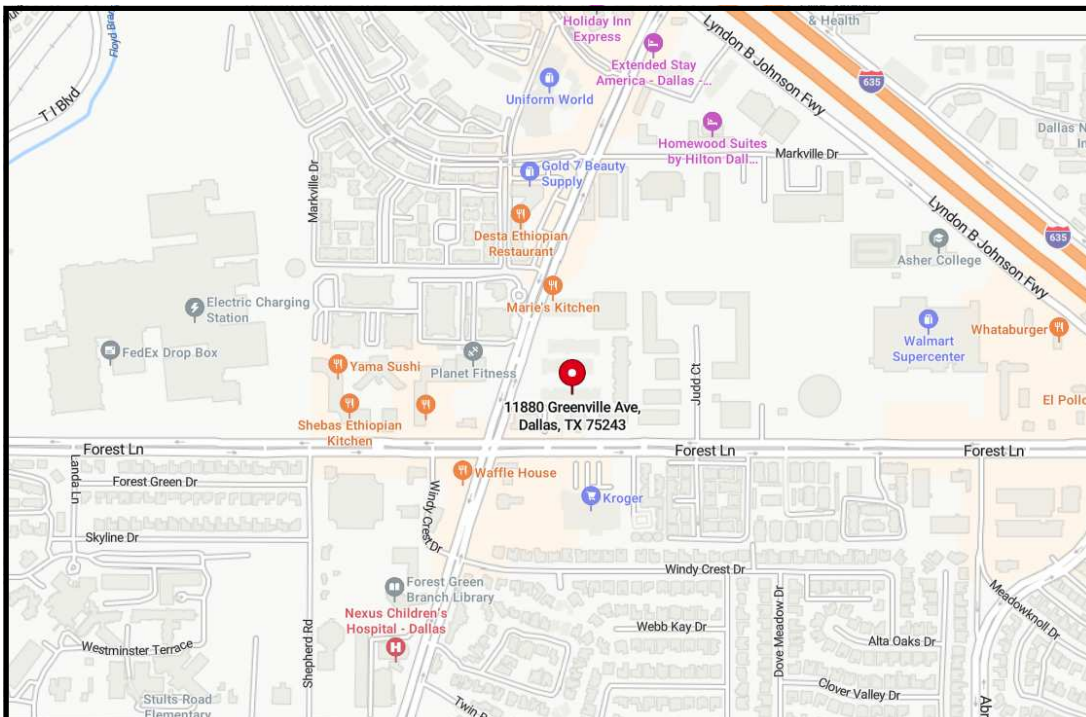 Holiday Inn
Express
& Health
Floyd Bra
T I Blvd
Extended Stay
America - Dallas -...
Lyndon B Johnson Fwy
635
Uniform World
Homewood Suites
by Hilton Dall...
Markville Dr
Dallas N
In
Markville Dr
Gold 7 Beauty
Supply
Desta Ethiopian
Restaurant
Lyndon B Johnson Fwy
635
Asher College
Electric Charging
Station
Marie's Kitchen
FedEx Drop Box
Yama Sushi
Planet Fitness
Walmart
Supercenter
Whataburger
Judd Ct
11880 Greenville Ave,
Dallas, TX 75243
Shebas Ethiopian
Kitchen
El Pollo
Forest Ln
Forest Ln
Forest Ln
Landa Ln
Forest Green Dr
Waffle House
Kroger
Windy Crest Dr
Skyline Dr
Windy Crest Dr
Forest Green
Branch Library
Nexus Children's
Hospital - Dallas
Webb Kay Dr
Dove Meadow Dr
Alta Oaks Dr
Meadowknoll Dr
Shepherd Rd
Westminster Terrace
Clover Valley Dr
Stults Road
Elementary
Twin
Abr